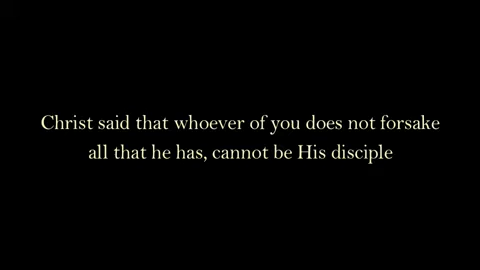 Christ said that whoever of you does not forsake
all that he has, cannot be His disciple